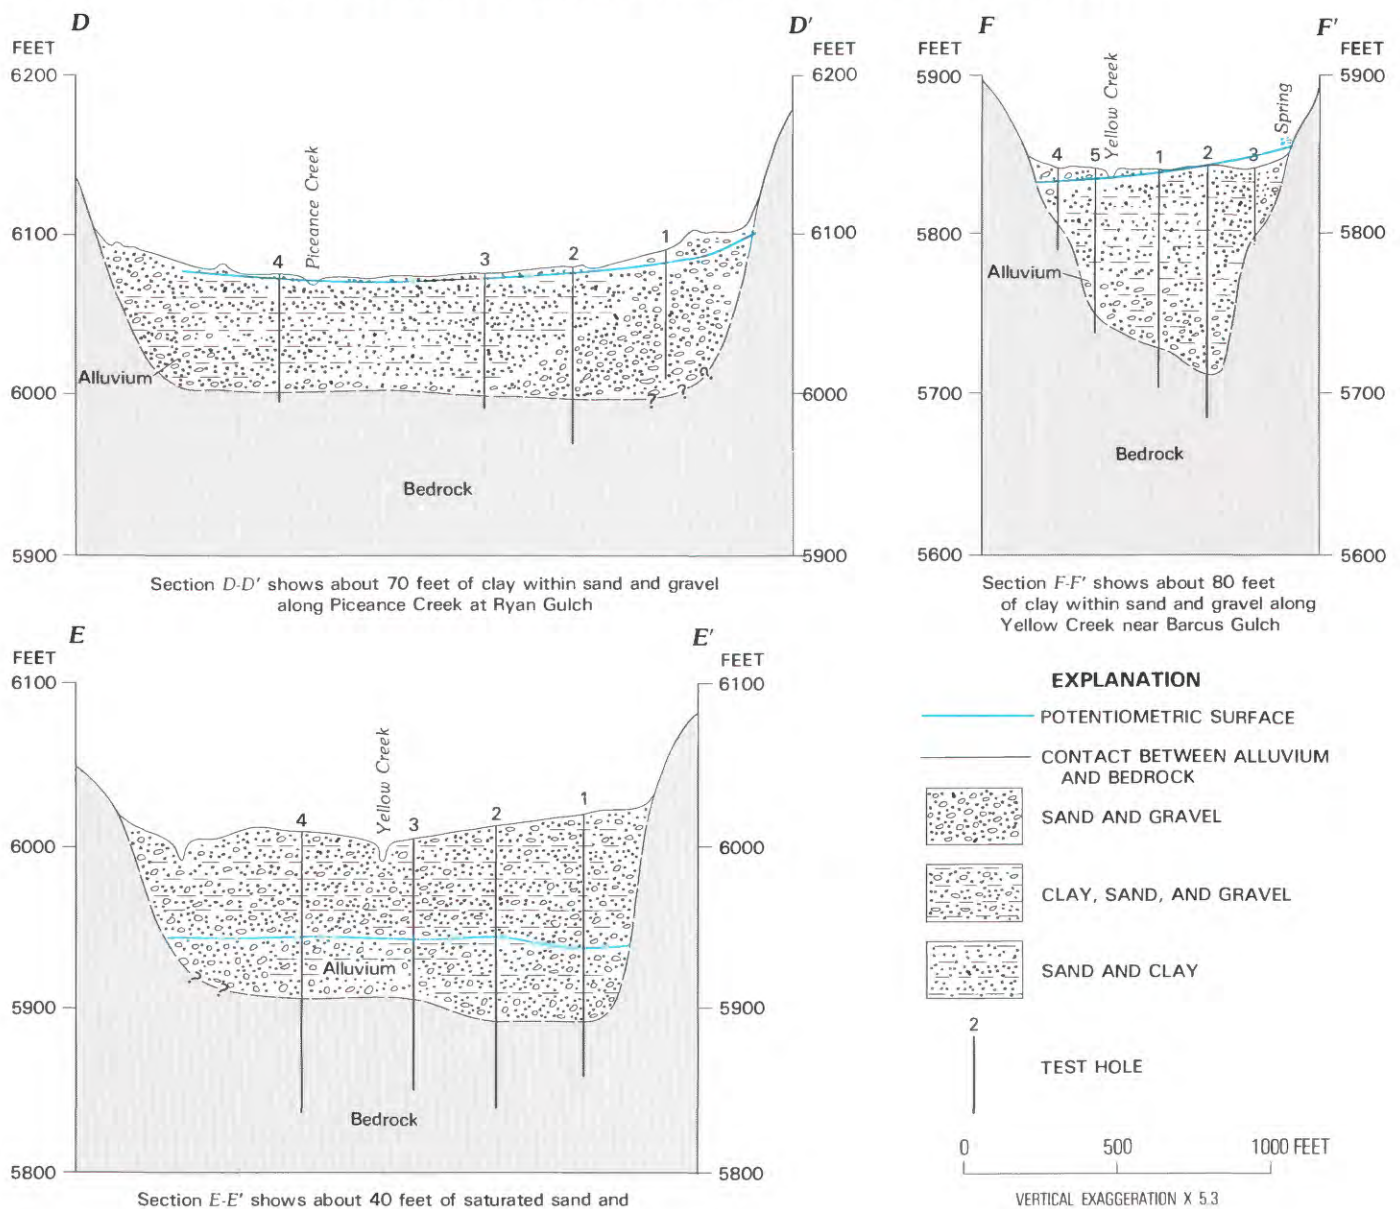 D
D'
FEET
FEET
6200
6200
Piceance Creek
4
3
2
1
6100
6100
Alluvium
6000
6000
?
?
?
Bedrock
5900
5900
Section D-D' shows about 70 feet of clay within sand and gravel
along Piceance Creek at Ryan Gulch
F
F'
FEET
FEET
5900
5900
Yellow Creek
Spring
4
5
1
2
3
5800
5800
Alluvium
5700
5700
Bedrock
5600
5600
Section F-F' shows about 80 feet
of clay within sand and gravel along
Yellow Creek near Barcus Gulch
E
E'
FEET
FEET
6100
6100
Yellow Creek
4
3
2
1
6000
6000
Alluvium
?
?
5900
5900
Bedrock
5800
5800
Section E-E' shows about 40 feet of saturated sand and
EXPLANATION
POTENTIOMETRIC SURFACE
CONTACT BETWEEN ALLUVIUM
AND BEDROCK
SAND AND GRAVEL
CLAY, SAND, AND GRAVEL
SAND AND CLAY
2
TEST HOLE
0
500
1000 FEET
VERTICAL EXAGGERATION X 5.3